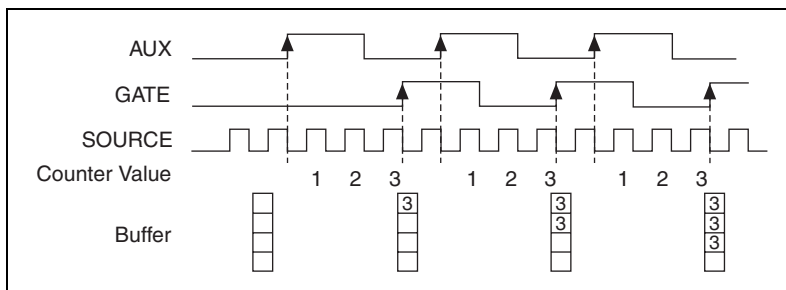 AUX
GATE
SOURCE
Counter Value 1 2 3 1 2 3 1 2 3
Buffer
3 3 3
3 3
3